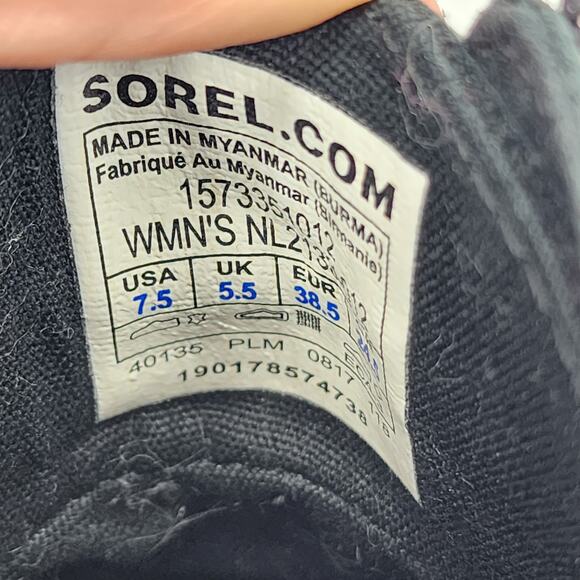 SOREL.COM
MADE IN MYANMAR (BURMA)
Fabriqué Au Myanmar (Birmanie)
1573351012
WMN'S
USA UK EUR
7.5 5.5 38.5
40135 PLM 0817
190178574738